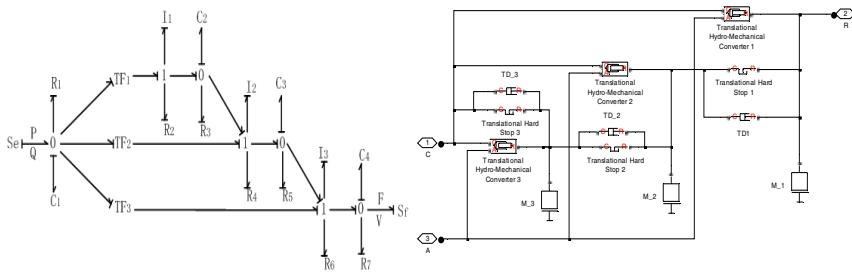 I1
C2
R1
TF1
1
0
I2
C3
R2
R3
Se
P
Q
0
TF2
1
0
I3
C4
C1
R4
R5
TF3
1
0
F
V
Sf
R6
R7
2
R
Translational
Hydro-Mechanical
Converter 1
TD_3
C
R
Translational
Hydro-Mechanical
Converter 2
C
R
Translational Hard
Stop 1
C
R
Translational Hard
Stop 3
TD_2
C
R
C
R
TD1
1
C
Translational
Hydro-Mechanical
Converter 3
C
R
Translational Hard
Stop 2
M_3
M_2
M_1
3
A